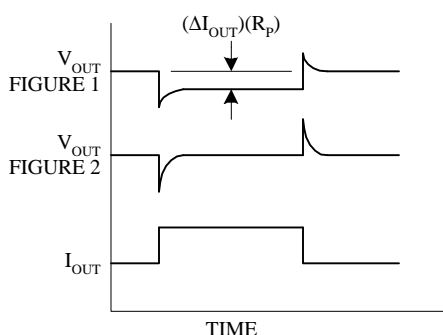 (ΔI_OUT)(R_P)
V_OUT
FIGURE 1
V_OUT
FIGURE 2
I_OUT
TIME